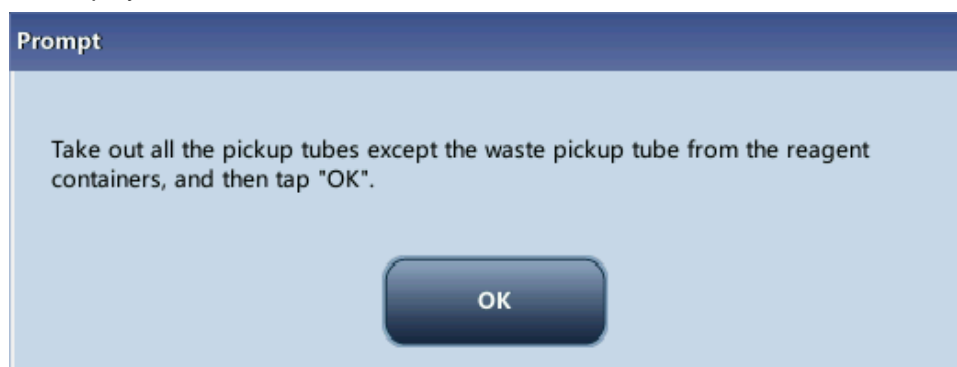 Prompt
Take out all the pickup tubes except the waste pickup tube from the reagent
containers, and then tap "OK".
OK